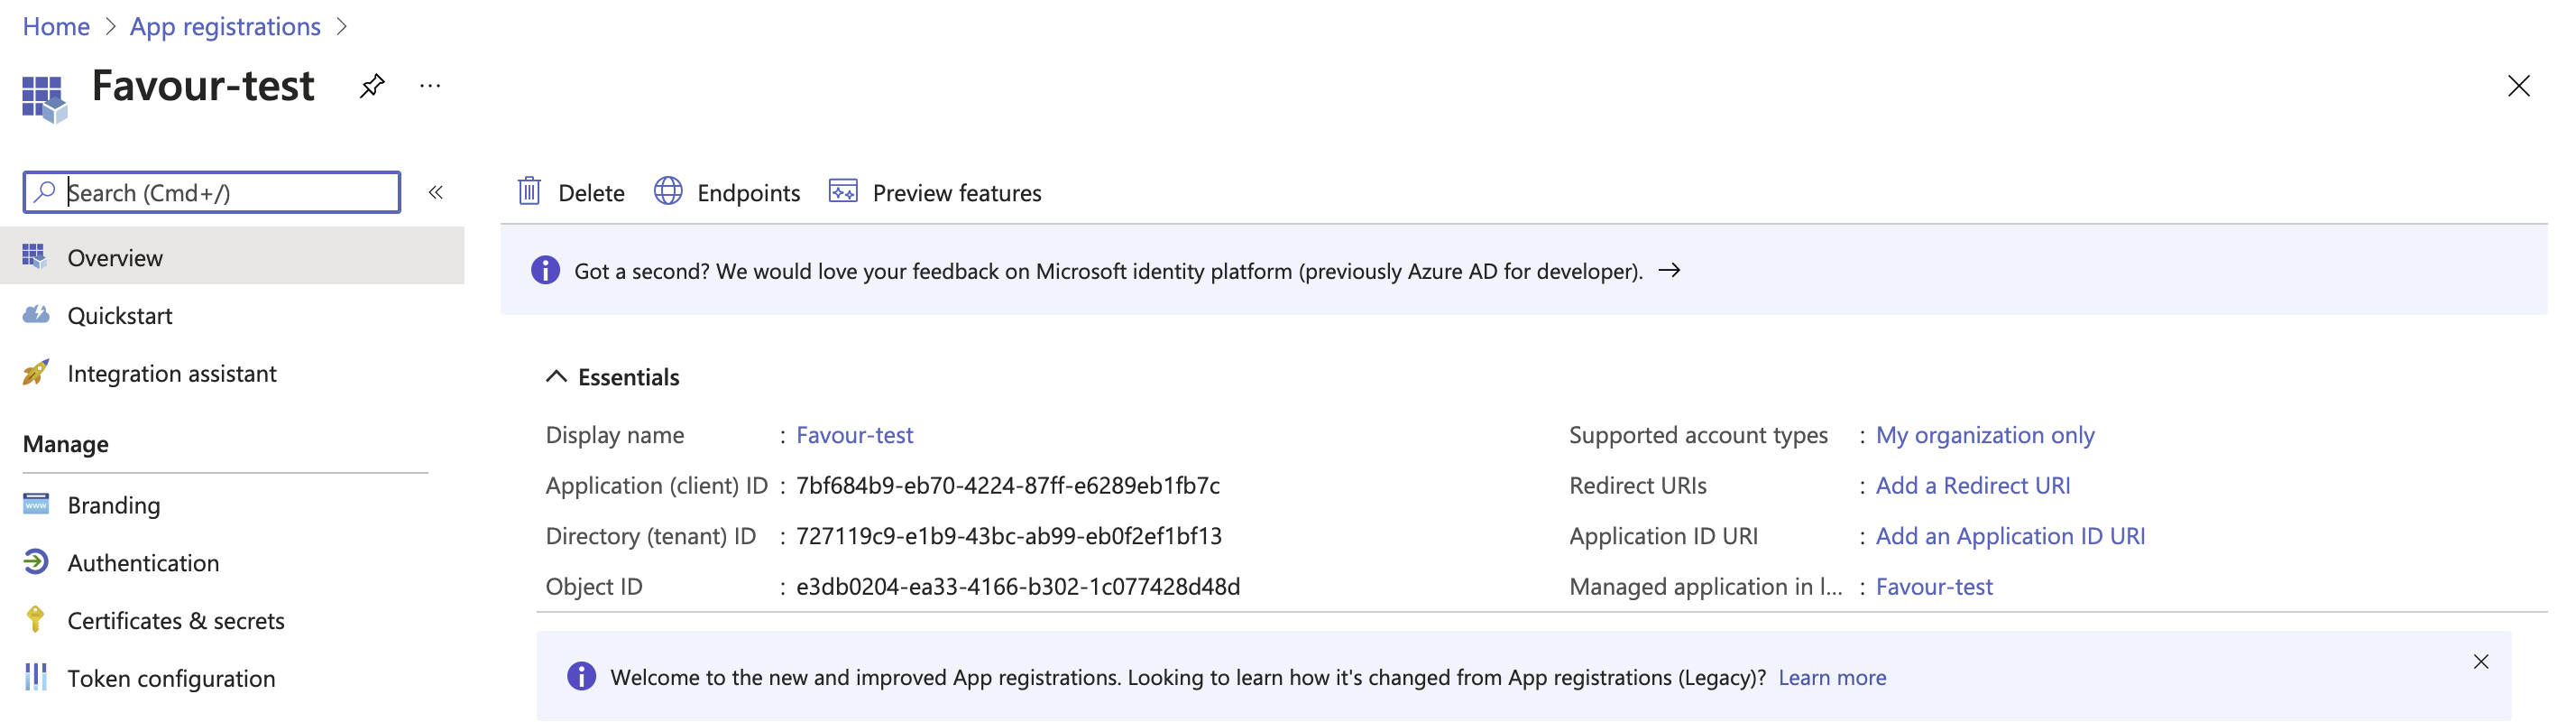 Home > App registrations >
Favour-test
Search (Cmd+/)
«
Delete
Endpoints
Preview features
Overview
Got a second? We would love your feedback on Microsoft identity platform (previously Azure AD for developer). →
Quickstart
Integration assistant
Essentials
Display name : Favour-test
Supported account types : My organization only
Manage
Application (client) ID : 7bf684b9-eb70-4224-87ff-e6289eb1fb7c
Redirect URIs : Add a Redirect URI
Branding
Directory (tenant) ID : 727119c9-e1b9-43bc-ab99-eb0f2ef1bf13
Application ID URI : Add an Application ID URI
Authentication
Object ID : e3db0204-ea33-4166-b302-1c077428d48d
Managed application in l... : Favour-test
Certificates & secrets
Token configuration
Welcome to the new and improved App registrations. Looking to learn how it's changed from App registrations (Legacy)? Learn more